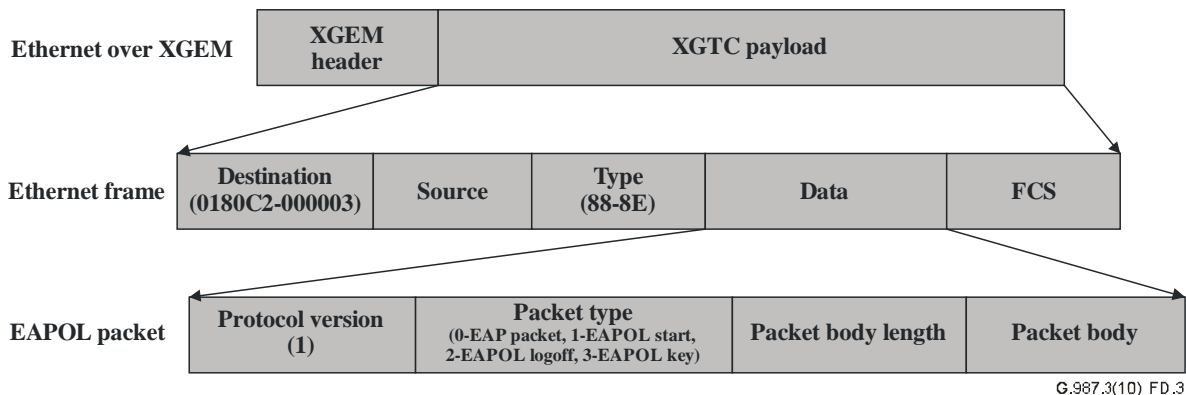 Ethernet over XGEM
XGEM
header
XGTC payload
Ethernet frame
Destination
(0180C2-000003)
Source
Type
(88-8E)
Data
FCS
EAPOL packet
Protocol version
(1)
Packet type
(0-EAP packet, 1-EAPOL start,
2-EAPOL logoff, 3-EAPOL key)
Packet body length
Packet body
G.987.3(10)_FD.3